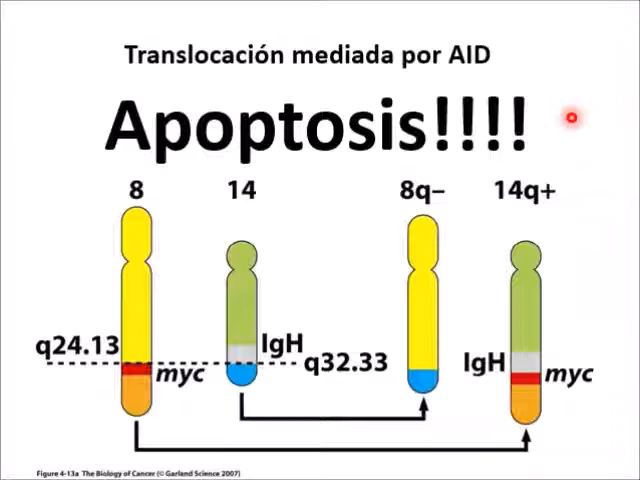 Translocación mediada por AID
Apoptosis!!!!
8 14 8q– 14q+
q24.13 myc IgH q32.33 IgH myc
Figure 4-13a The Biology of Cancer (© Garland Science 2007)